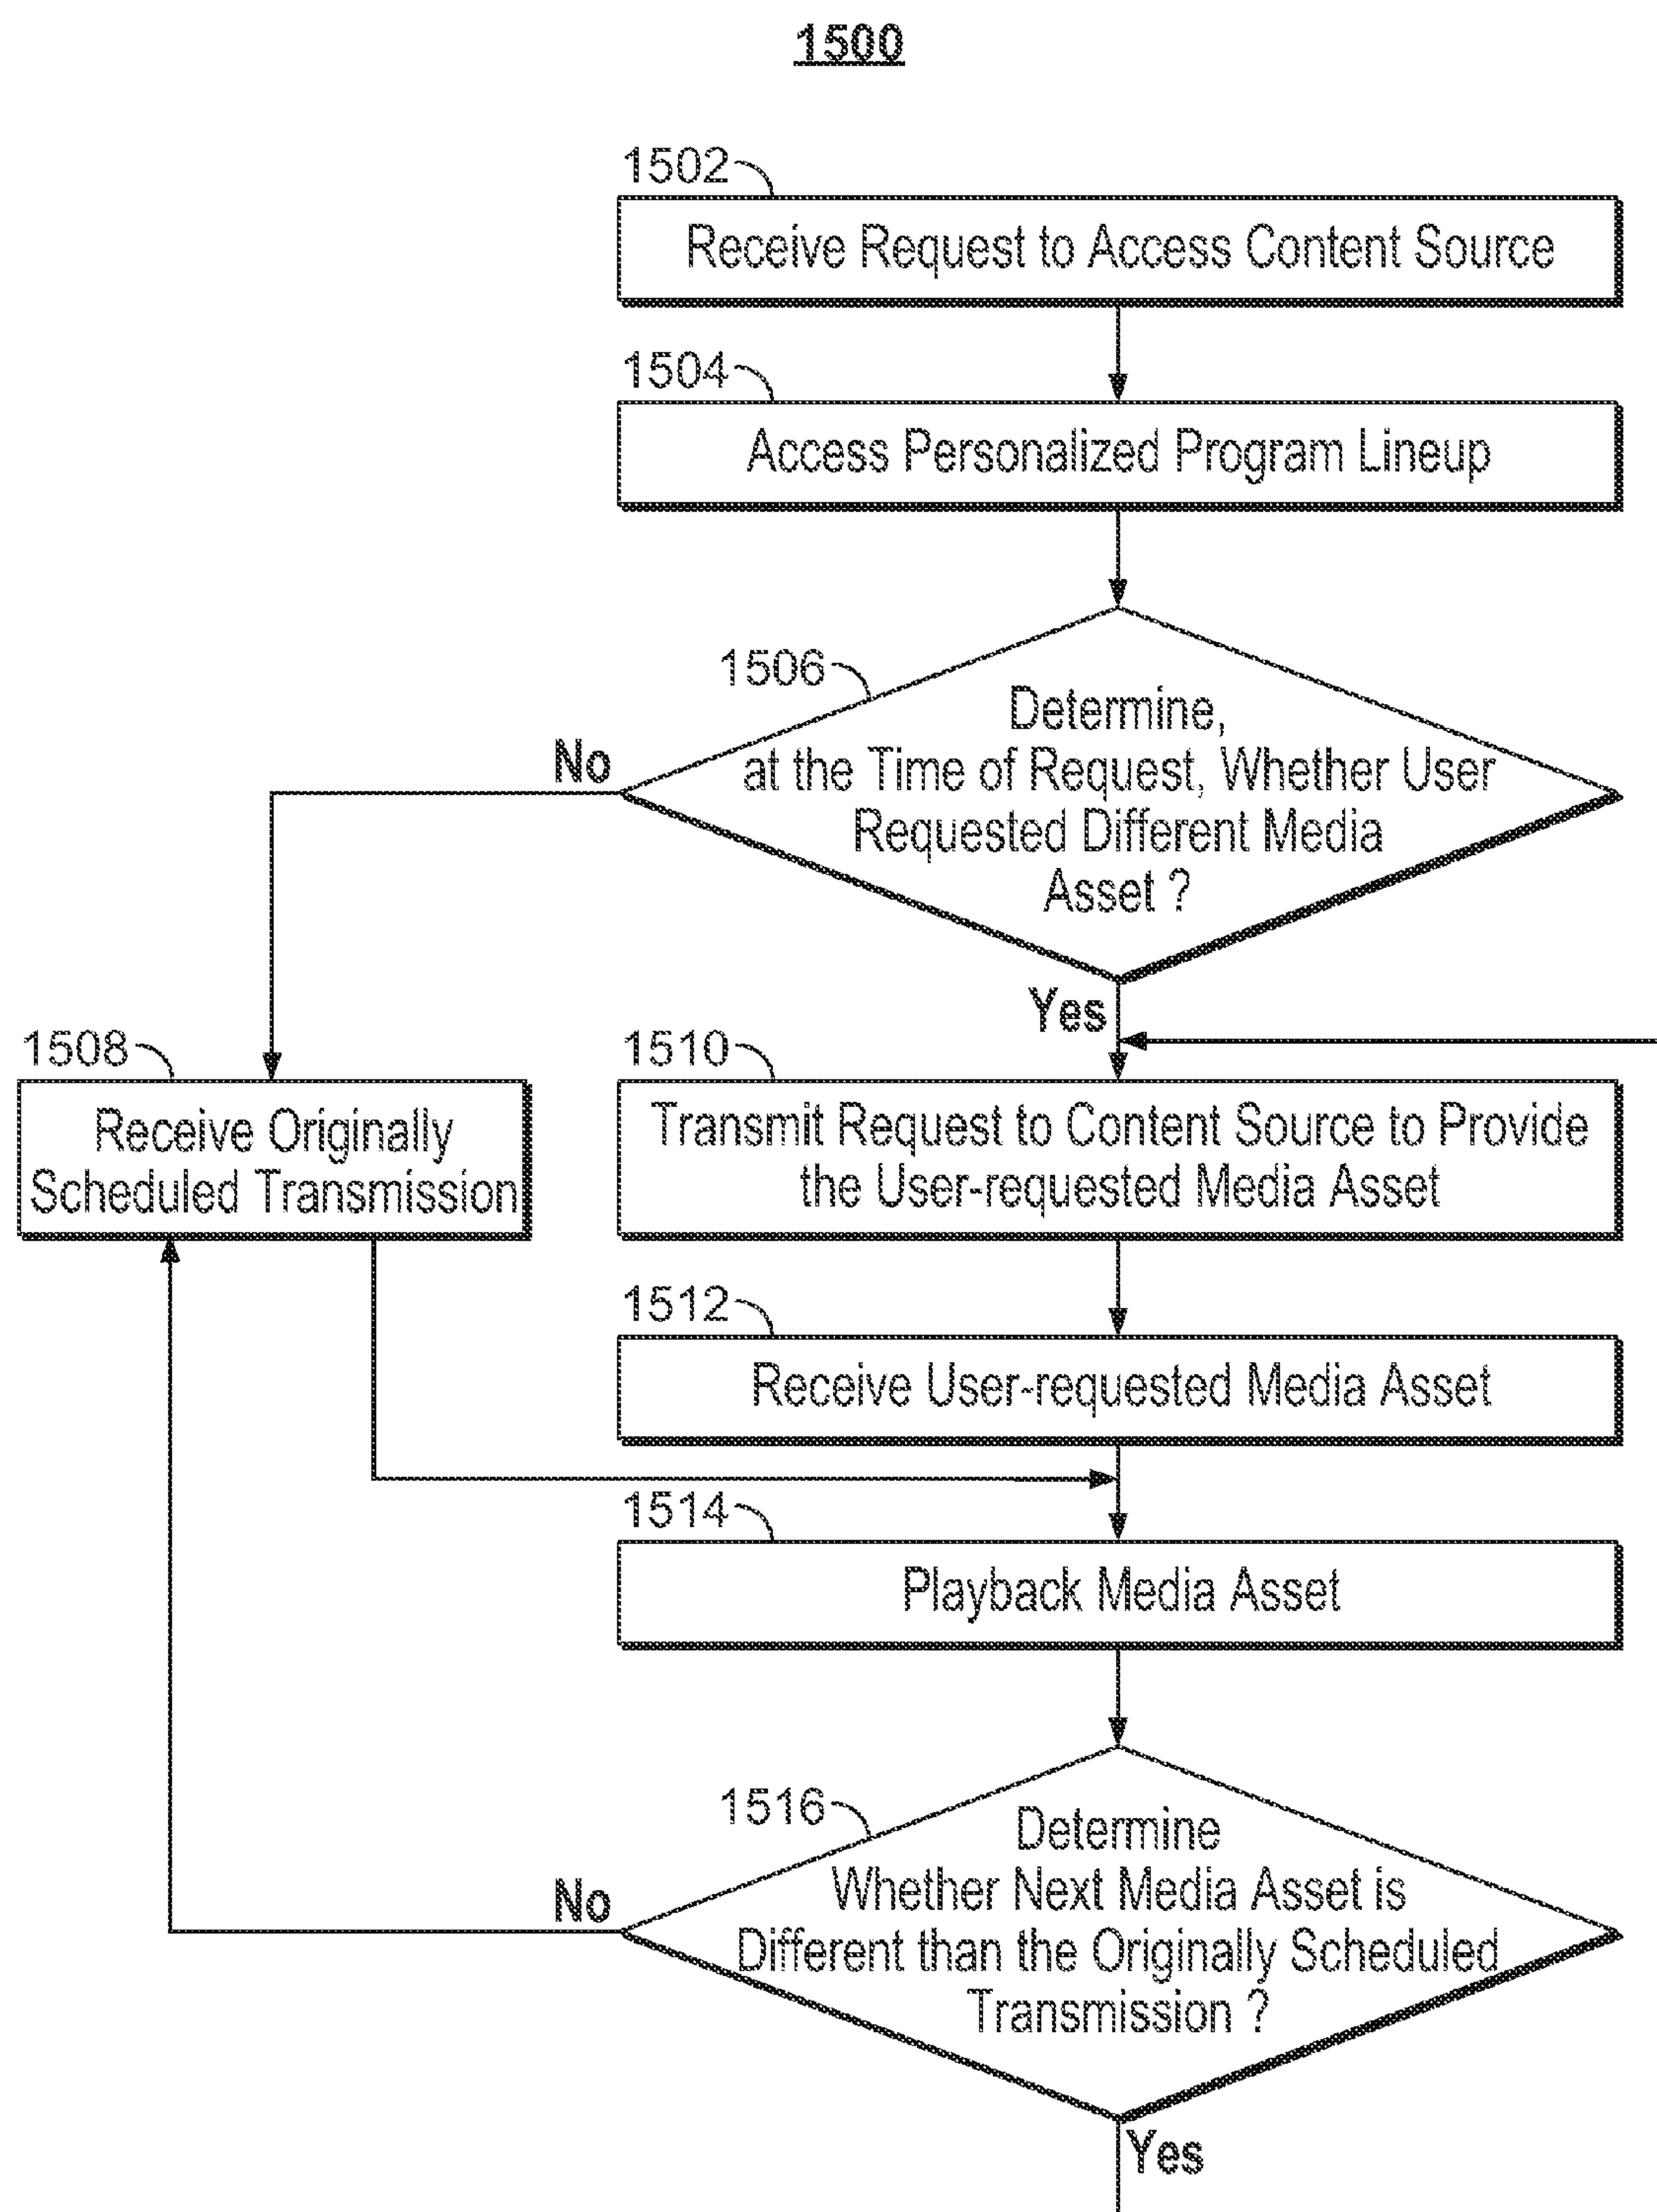 1500
1502
Receive Request to Access Content Source
1504
Access Personalized Program Lineup
1506
Determine,
at the Time of Request, Whether User
Requested Different Media
Asset ?
No
Yes
1508
Receive Originally
Scheduled Transmission
1510
Transmit Request to Content Source to Provide
the User-requested Media Asset
1512
Receive User-requested Media Asset
1514
Playback Media Asset
1516
Determine
Whether Next Media Asset is
Different than the Originally Scheduled
Transmission ?
No
Yes